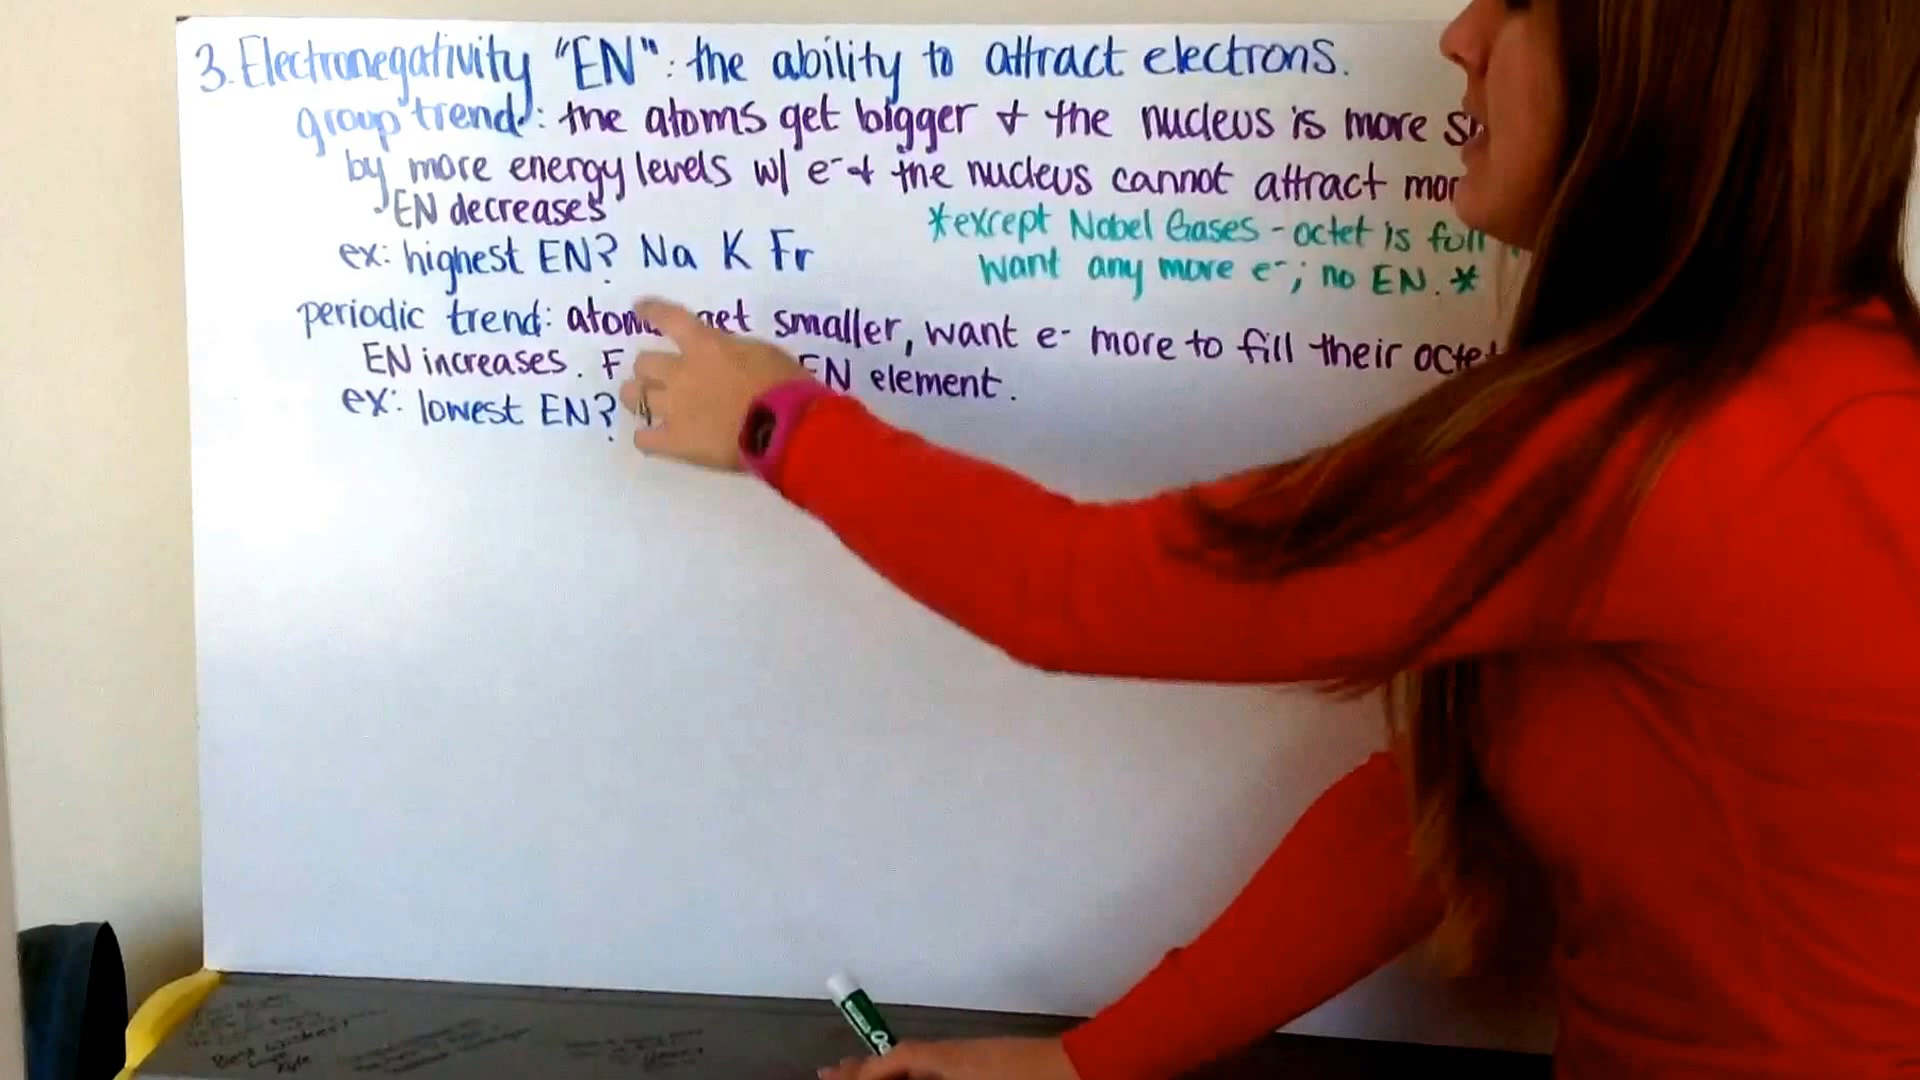 3. Electronegativity "EN": the ability to attract electrons.
group trend: the atoms get bigger & the nucleus is more
by more energy levels w/ e- & the nucleus cannot attract
EN decreases
*except Nobel Gases - octet is full
ex: highest EN? Na K Fr
want any more e-; no EN. *
periodic trend: get smaller, want e- more to fill their
EN increases. F EN element.
ex: lowest EN?